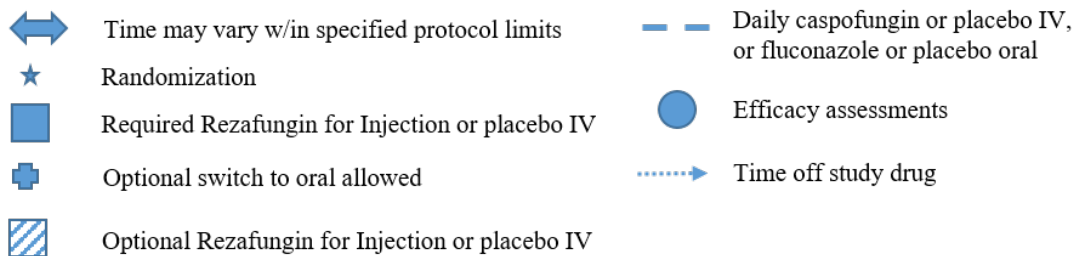 Time may vary w/in specified protocol limits
Randomization
Required Rezafungin for Injection or placebo IV
Optional switch to oral allowed
Optional Rezafungin for Injection or placebo IV
Daily caspofungin or placebo IV,
or fluconazole or placebo oral
Efficacy assessments
Time off study drug